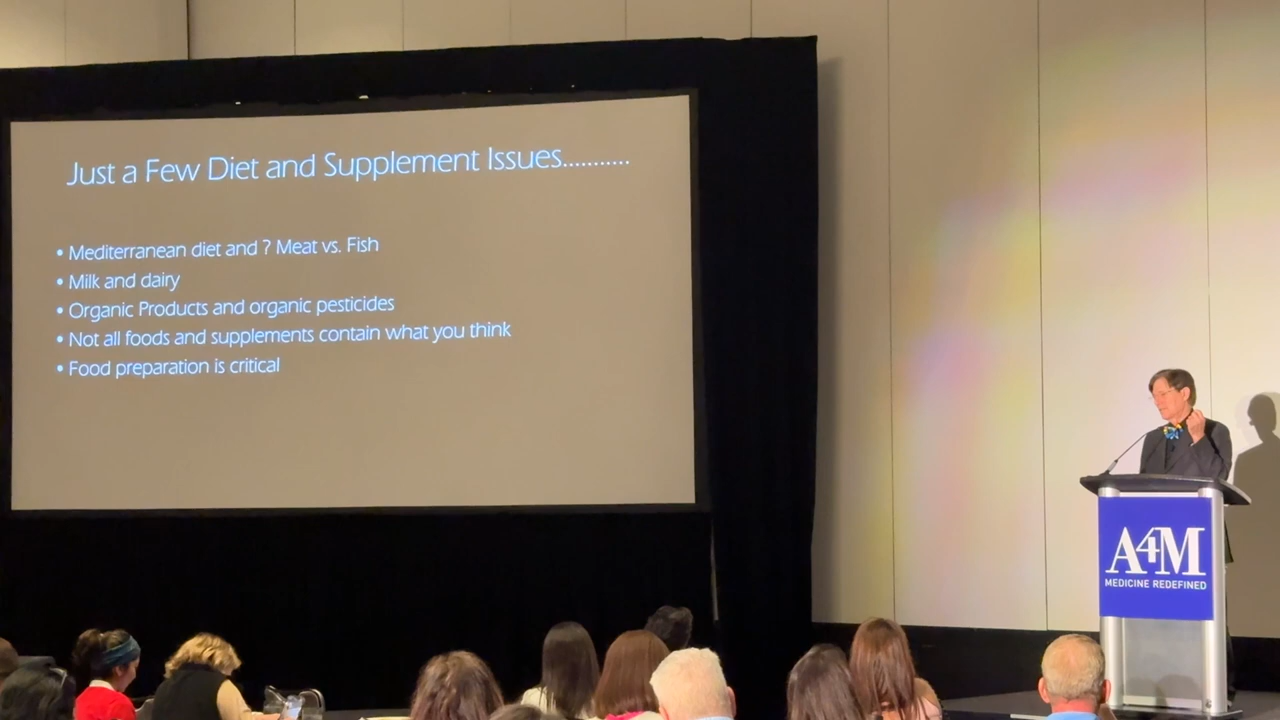 Just a Few Diet and Supplement Issues...........
• Mediterranean diet and ? Meat vs. Fish
• Milk and dairy
• Organic Products and organic pesticides
• Not all foods and supplements contain what you think
• Food preparation is critical
A4M
MEDICINE REDEFINED